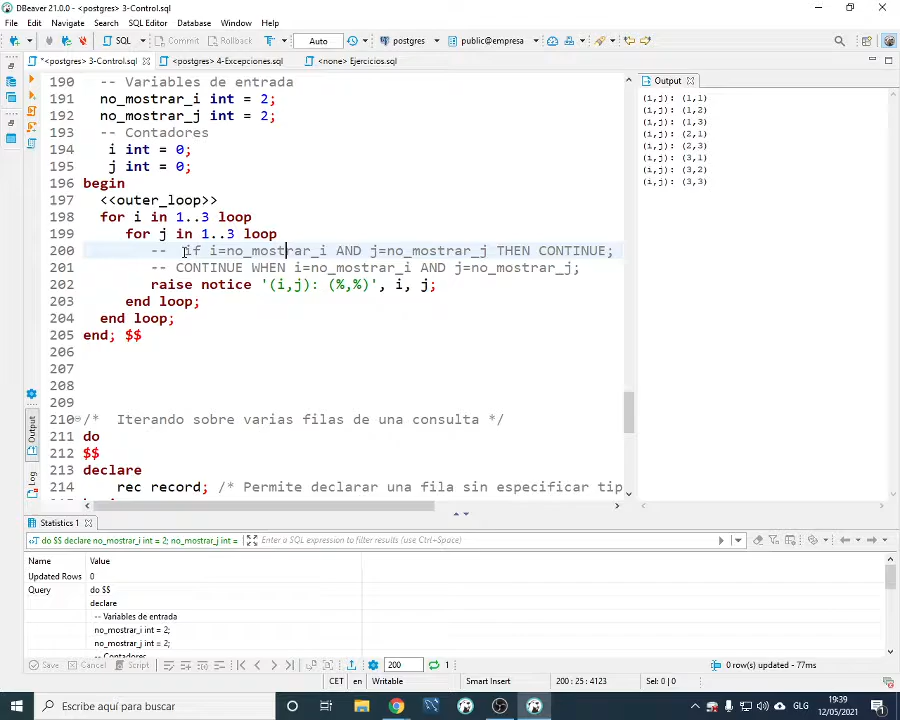 DBeaver 21.0.0 - <postgres> 3-Control.sql
File Edit Navigate Search SQL Editor Database Window Help
SQL Commit Rollback Auto postgres public@empresa
*<postgres> 3-Control.sql <postgres> 4-Excepciones.sql <none> Ejercicios.sql
190 -- Variables de entrada
191 no_mostrar_i int = 2;
192 no_mostrar_j int = 2;
193 -- Contadores
194 i int = 0;
195 j int = 0;
196 begin
197 <<outer_loop>>
198 for i in 1..3 loop
199 for j in 1..3 loop
200 -- if i=no_mostrar_i AND j=no_mostrar_j THEN CONTINUE;
201 -- CONTINUE WHEN i=no_mostrar_i AND j=no_mostrar_j;
202 raise notice '(i,j): (%,%)', i, j;
203 end loop;
204 end loop;
205 end; $$
206
207
208
209
210 /* Iterando sobre varias filas de una consulta */
211 do
212 $$
213 declare
214 rec record; /* Permite declarar una fila sin especificar tip
Output
(i,j): (1,1)
(i,j): (1,2)
(i,j): (1,3)
(i,j): (2,1)
(i,j): (2,3)
(i,j): (3,1)
(i,j): (3,2)
(i,j): (3,3)
Output
Log
Statistics 1
do $$ declare no_mostrar_i int = 2; no_mostrar_j int = Enter a SQL expression to filter results (use Ctrl+Space)
Name Value
Updated Rows 0
Query do $$
declare
-- Variables de entrada
no_mostrar_i int = 2;
no_mostrar_j int = 2;
-- Contadores
Save Cancel Script 200 1 0 row(s) updated - 77ms
CET en Writable Smart Insert 200 : 25 : 4123 Sel: 0 | 0
Escribe aquí para buscar
GLG
19:39
12/05/2021